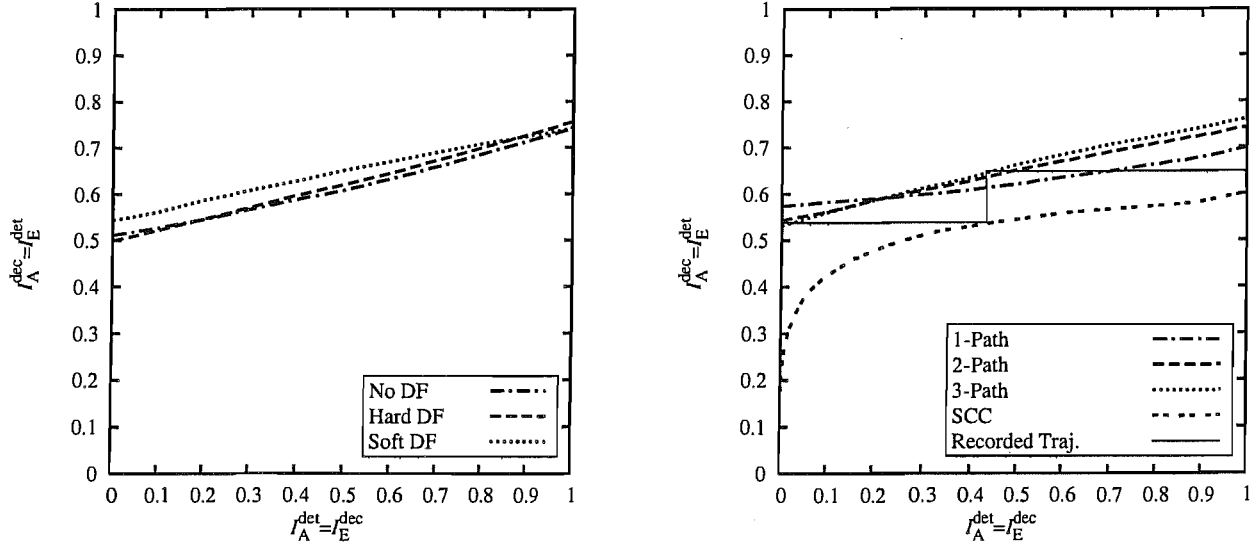 1
0.9
0.8
0.7
0.6
0.5
0.4
0.3
0.2
0.1
0
I_A^dec=I_E^det
No DF
Hard DF
Soft DF
0 0.1 0.2 0.3 0.4 0.5 0.6 0.7 0.8 0.9 1
I_A^det=I_E^dec
1
0.9
0.8
0.7
0.6
0.5
0.4
0.3
0.2
0.1
0
I_A^dec=I_E^det
1-Path
2-Path
3-Path
SCC
Recorded Traj.
0 0.1 0.2 0.3 0.4 0.5 0.6 0.7 0.8 0.9 1
I_A^det=I_E^dec